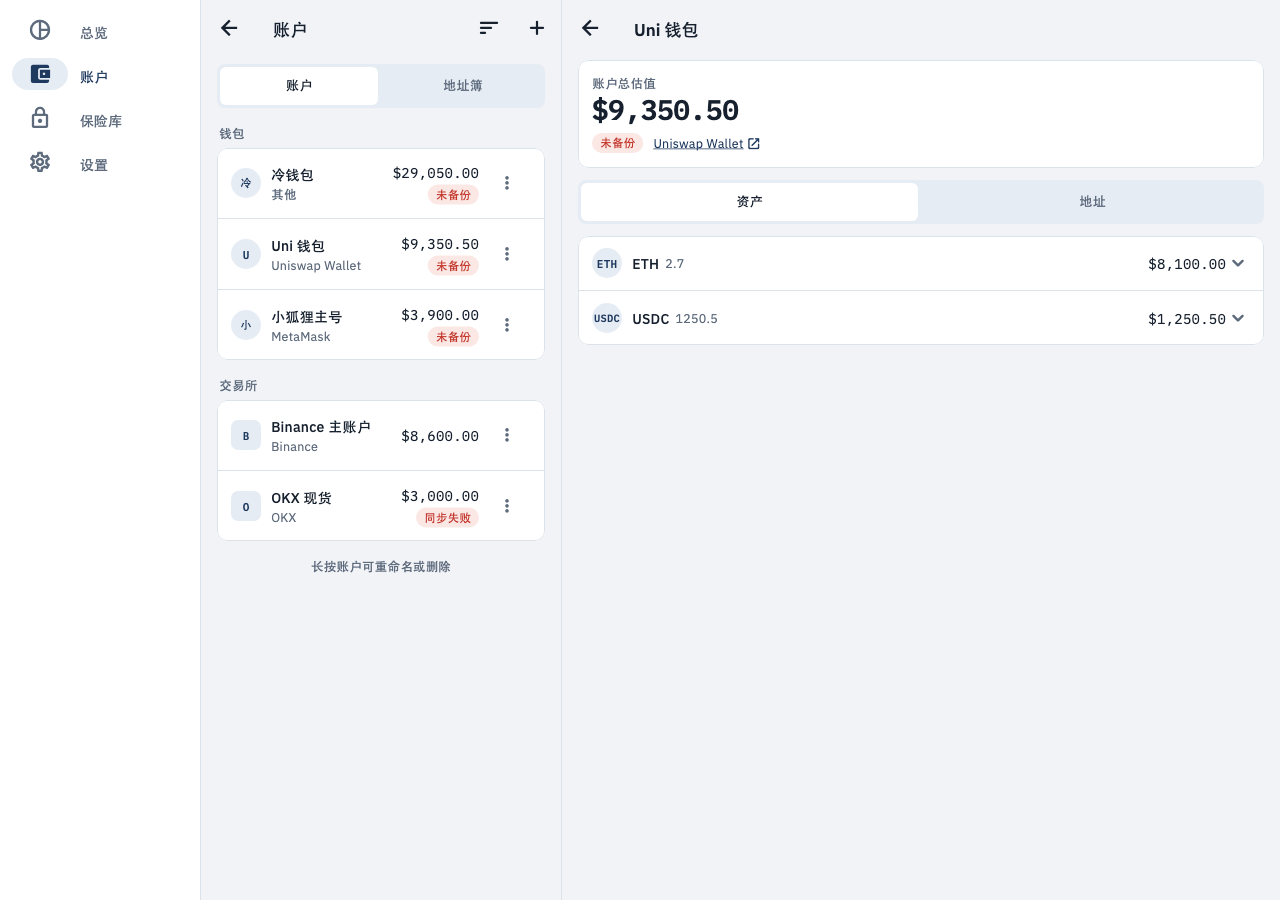 总览
账户
保险库
设置
账户
账户
地址簿
钱包
冷
冷钱包
其他
$29,050.00
未备份
U
Uni 钱包
Uniswap Wallet
$9,350.50
未备份
小
小狐狸主号
MetaMask
$3,900.00
未备份
交易所
B
Binance 主账户
Binance
$8,600.00
O
OKX 现货
OKX
$3,000.00
同步失败
长按账户可重命名或删除
Uni 钱包
账户总估值
$9,350.50
未备份 Uniswap Wallet
资产
地址
ETH
ETH 2.7
$8,100.00
USDC
USDC 1250.5
$1,250.50